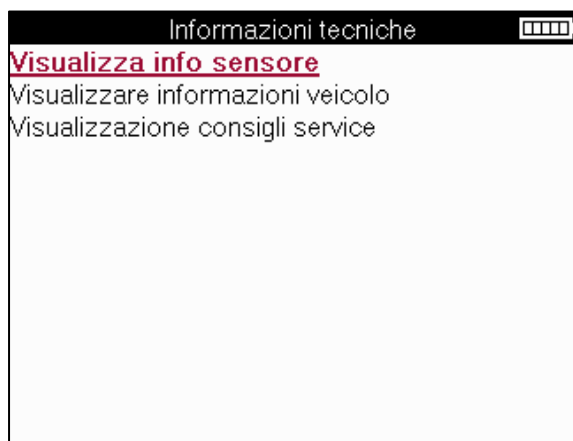 Informazioni tecniche
Visualizza info sensore
Visualizzare informazioni veicolo
Visualizzazione consigli service